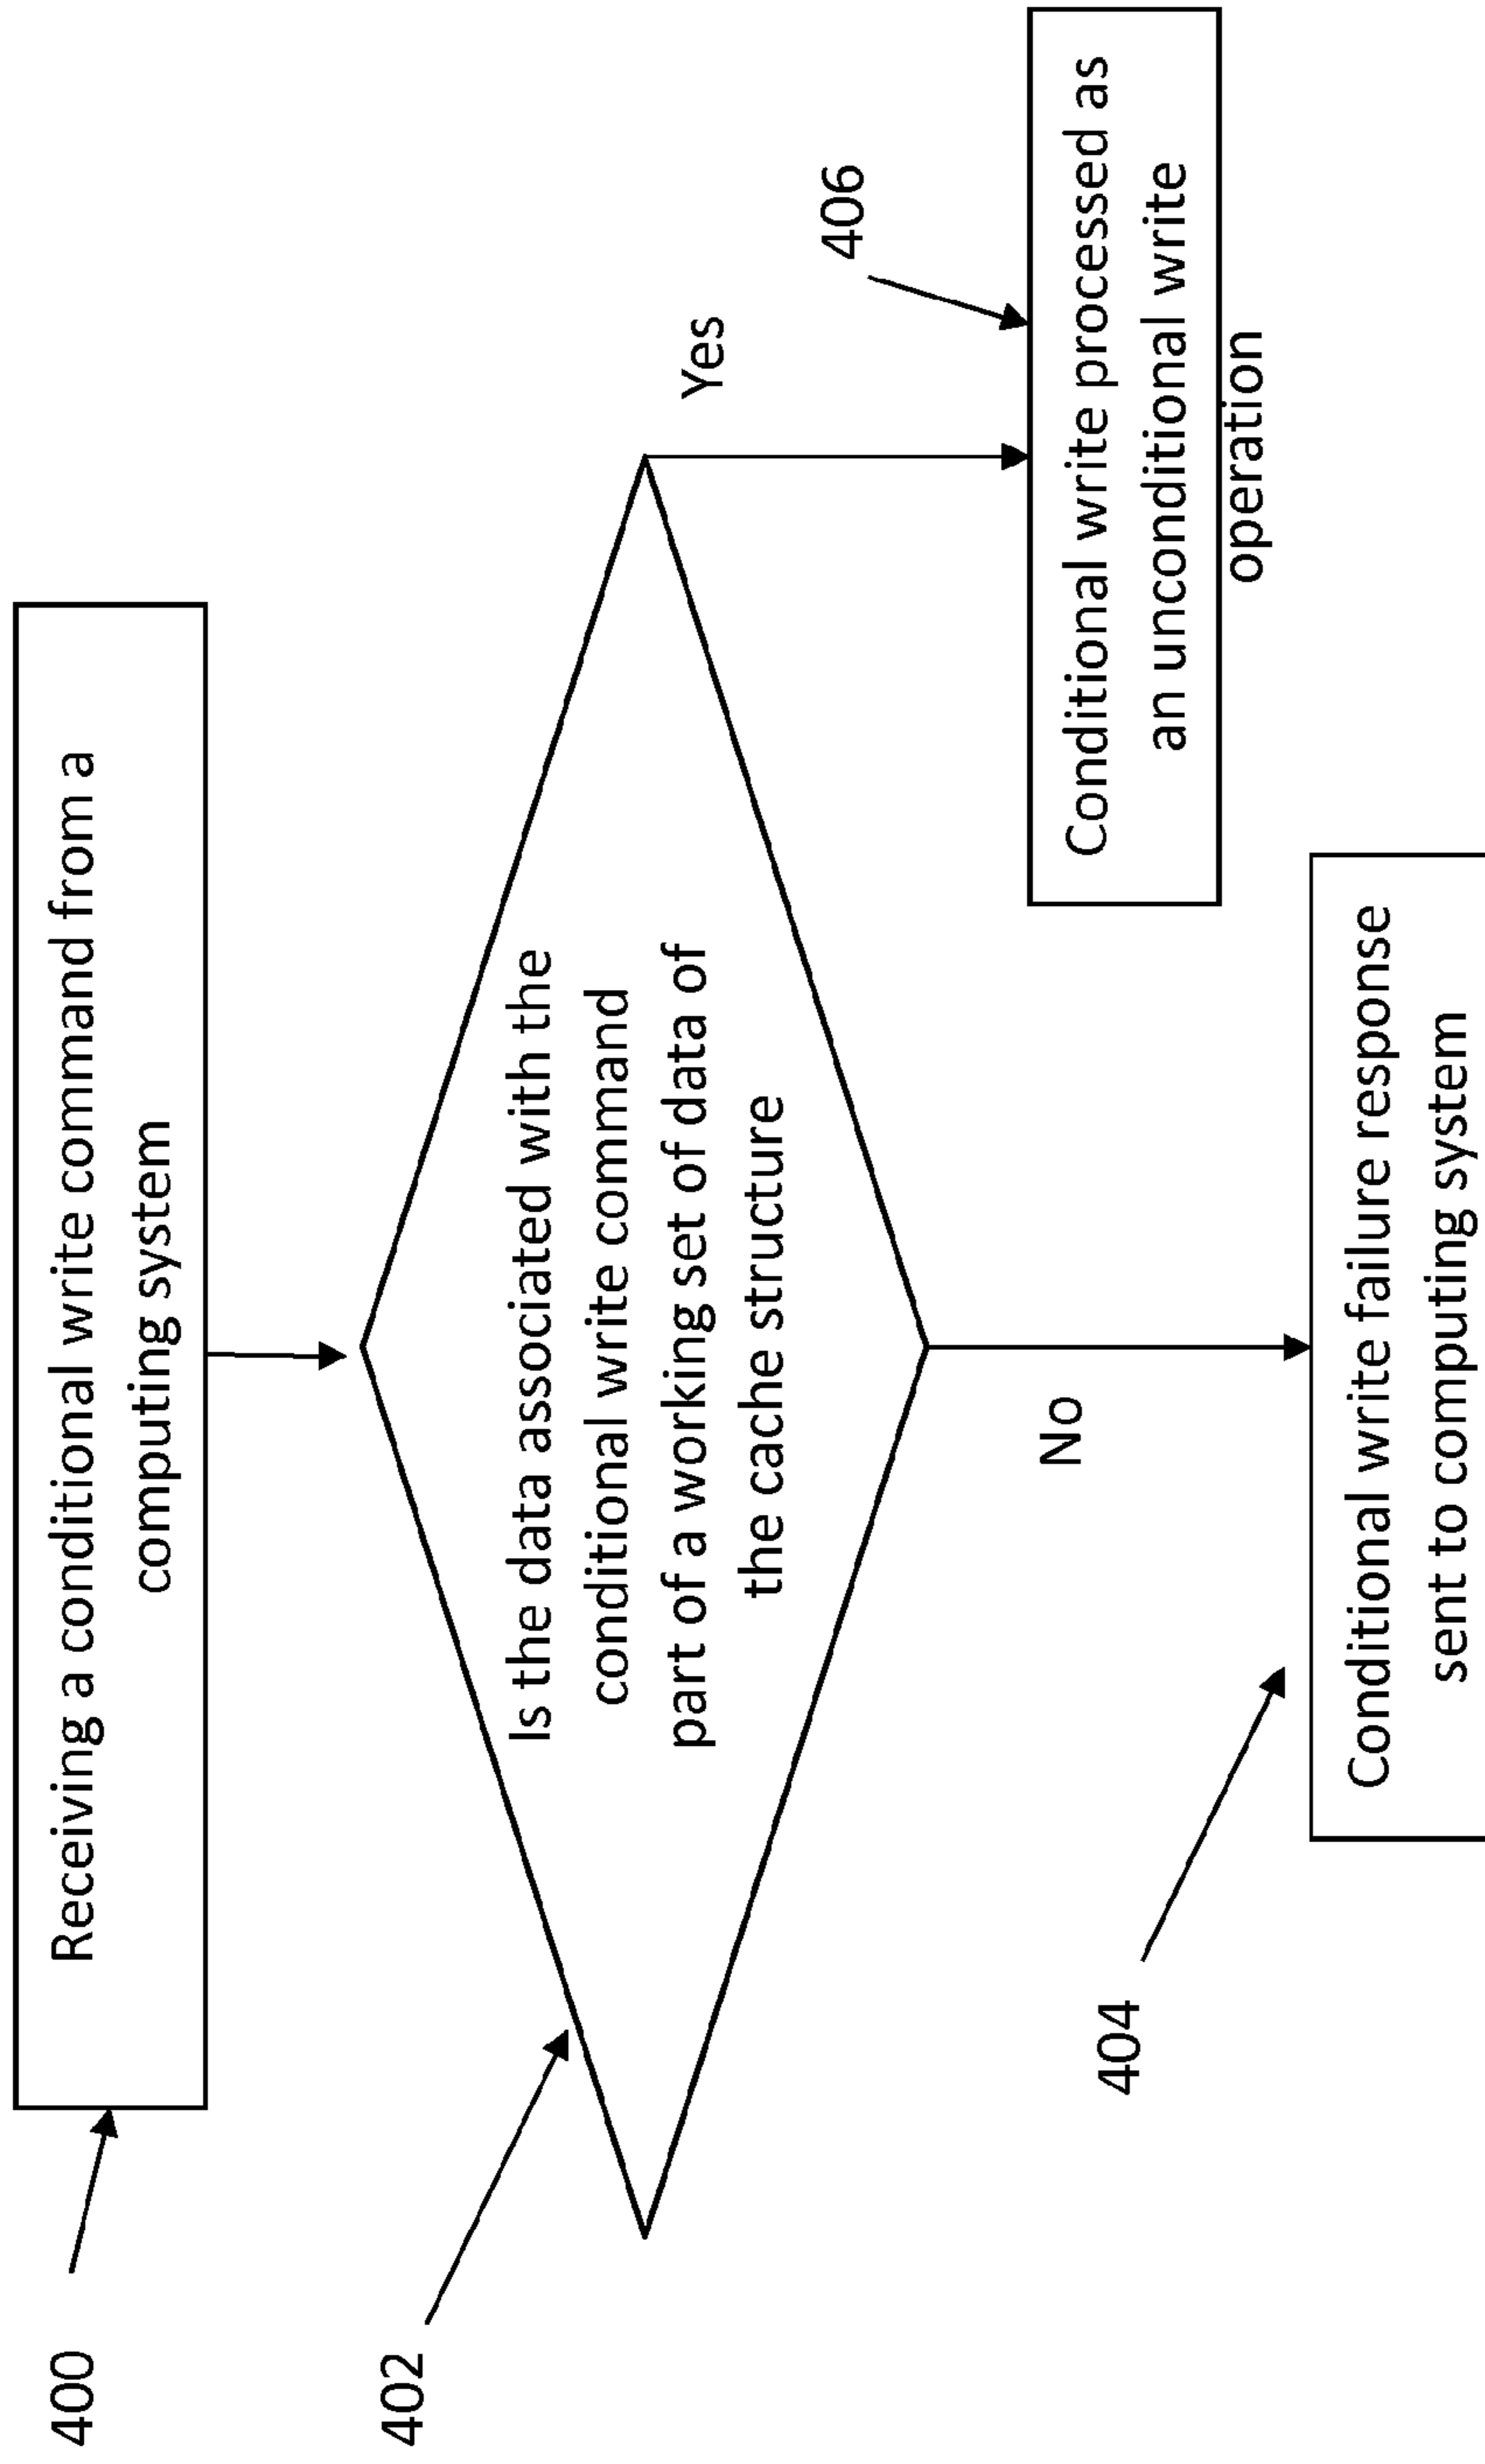 400
Receiving a conditional write command from a
computing system
402
Is the data associated with the
conditional write command
part of a working set of data of
the cache structure
Yes
406
Conditional write processed as
an unconditional write
operation
No
404
Conditional write failure response
sent to computing system